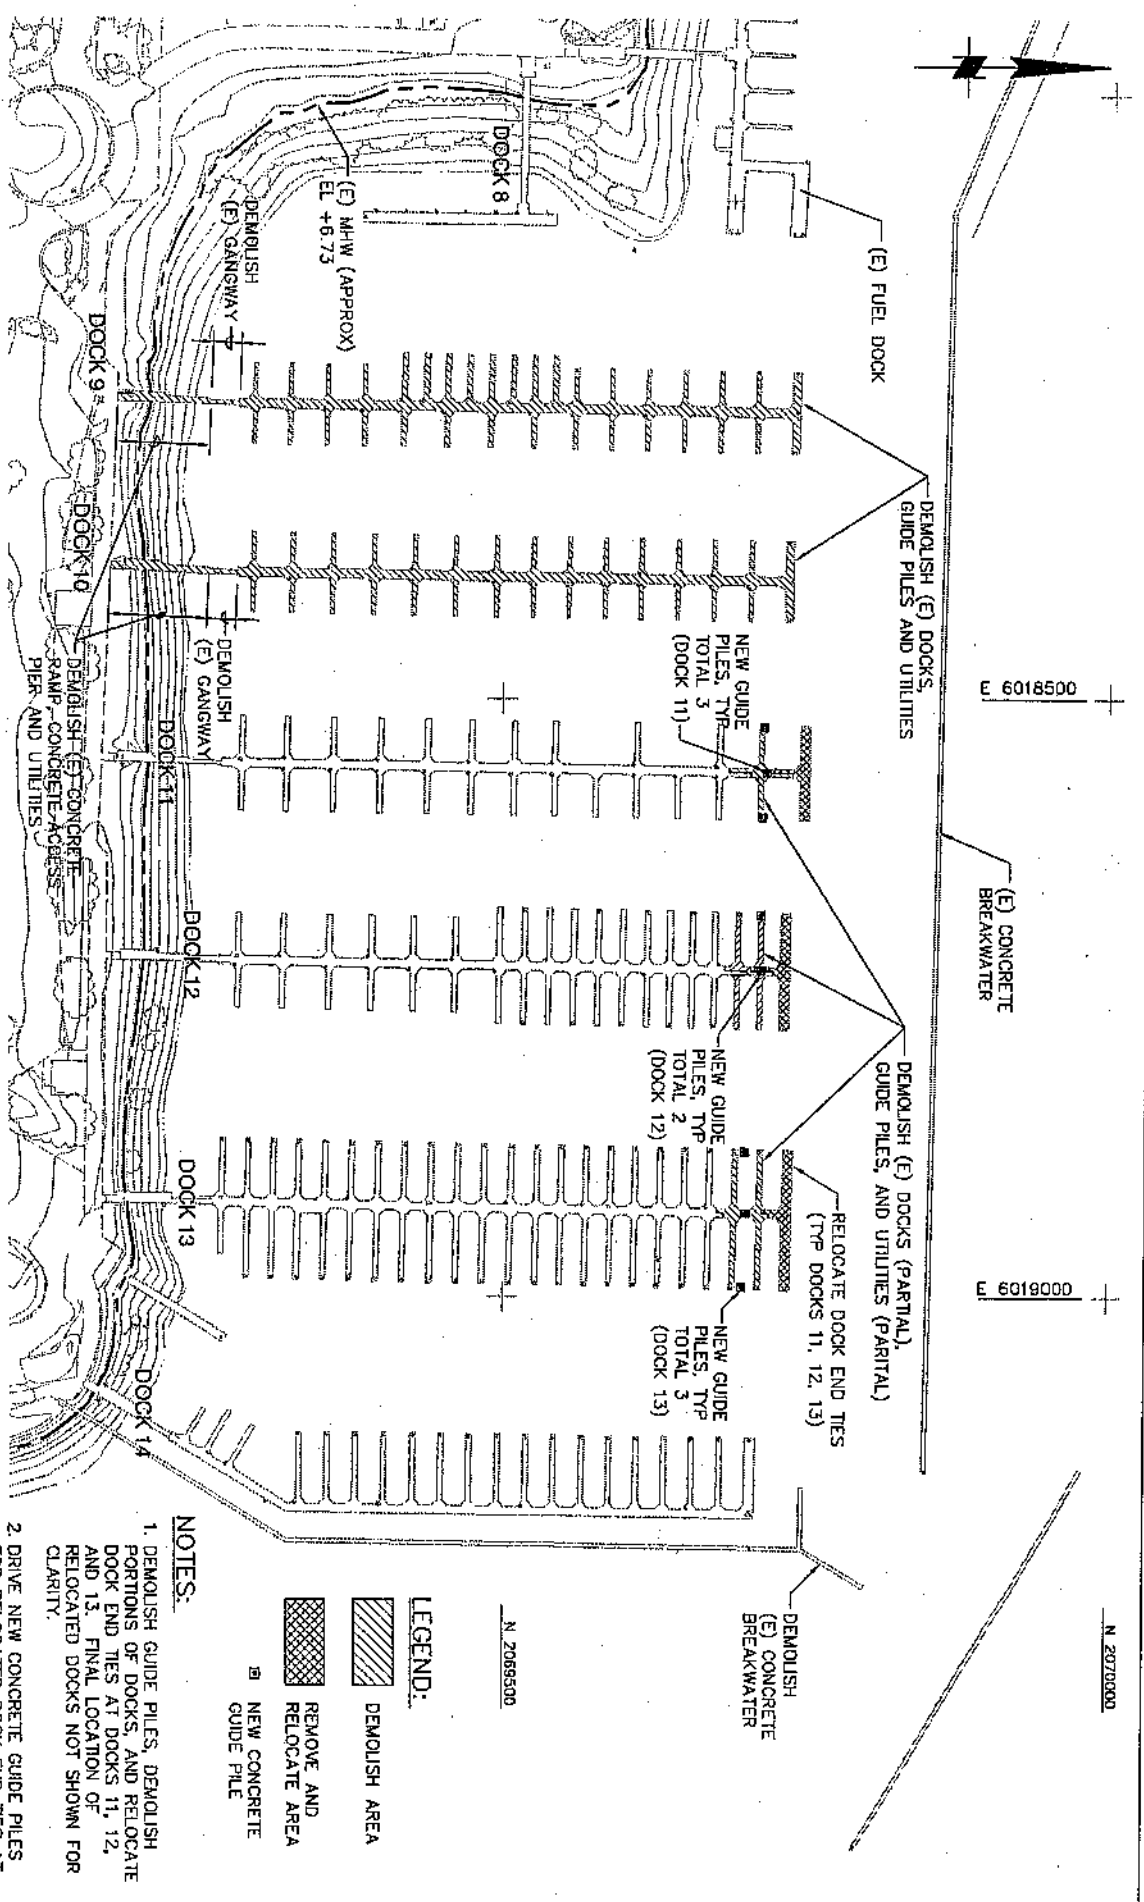 (E) FUEL DOCK
DOCK 8
(E) MHW (APPROX)
EL +6.73
DEMOLISH
(E) GANGWAY
DOCK 9
DEMOLISH (E) DOCKS,
GUIDE PILES AND UTILITIES
DOCK 10
DEMOLISH
(E) GANGWAY
DEMOLISH (E) CONCRETE
RAMP, CONCRETE ACCESS
PIER AND UTILITIES
E 6018500
NEW GUIDE
PILES, TYP
TOTAL 3
(DOCK 11)
DOCK 11
(E) CONCRETE
BREAKWATER
DOCK 12
NEW GUIDE
PILES, TYP
TOTAL 2
(DOCK 12)
DEMOLISH (E) DOCKS (PARTIAL),
GUIDE PILES, AND UTILITIES (PARITAL)
RELOCATE DOCK END TIES
(TYP DOCKS 11, 12, 13)
DOCK 13
E 6019000
NEW GUIDE
PILES, TYP
TOTAL 3
(DOCK 13)
DOCK 14
DEMOLISH
(E) CONCRETE
BREAKWATER
N 2070000
N 2069500
LEGEND:
DEMOLISH AREA
REMOVE AND
RELOCATE AREA
NEW CONCRETE
GUIDE PILE
NOTES:
1. DEMOLISH GUIDE PILES, DEMOLISH
PORTIONS OF DOCKS, AND RELOCATE
DOCK END TIES AT DOCKS 11, 12,
AND 13. FINAL LOCATION OF
RELOCATED DOCKS NOT SHOWN FOR
CLARITY.
2. DRIVE NEW CONCRETE GUIDE PILES